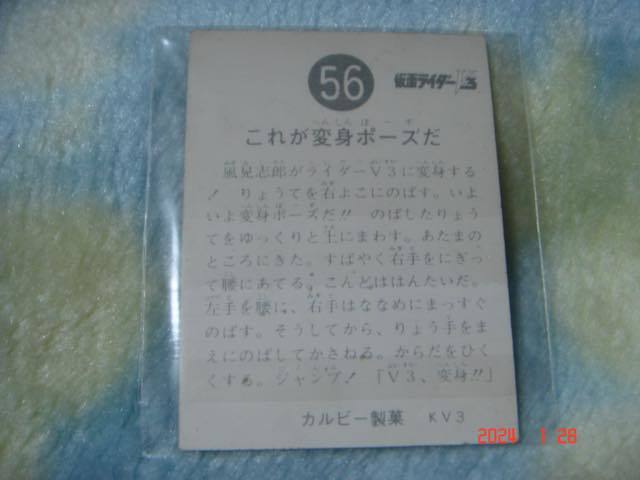 56
仮面ライダーV3
へんしんぽーず
これが変身ポーズだ
風見志郎がライダーV3に変身する
! りょうてを右よこにのばす。いよ
いよ変身ポーズだ!! のばしたりょう
てをゆっくりと上にまわす。あたまの
ところにきた。すばやく右手をにぎっ
て腰にあてる。こんどははんたいだ。
左手を腰に、右手はななめにまっすぐ
のばす。そうしてから、りょう手をま
えにのばしてかさねる。からだをひく
くする。ジャンプ! 「V3、変身!!」
カルビー製菓 KV3
2024 1 28